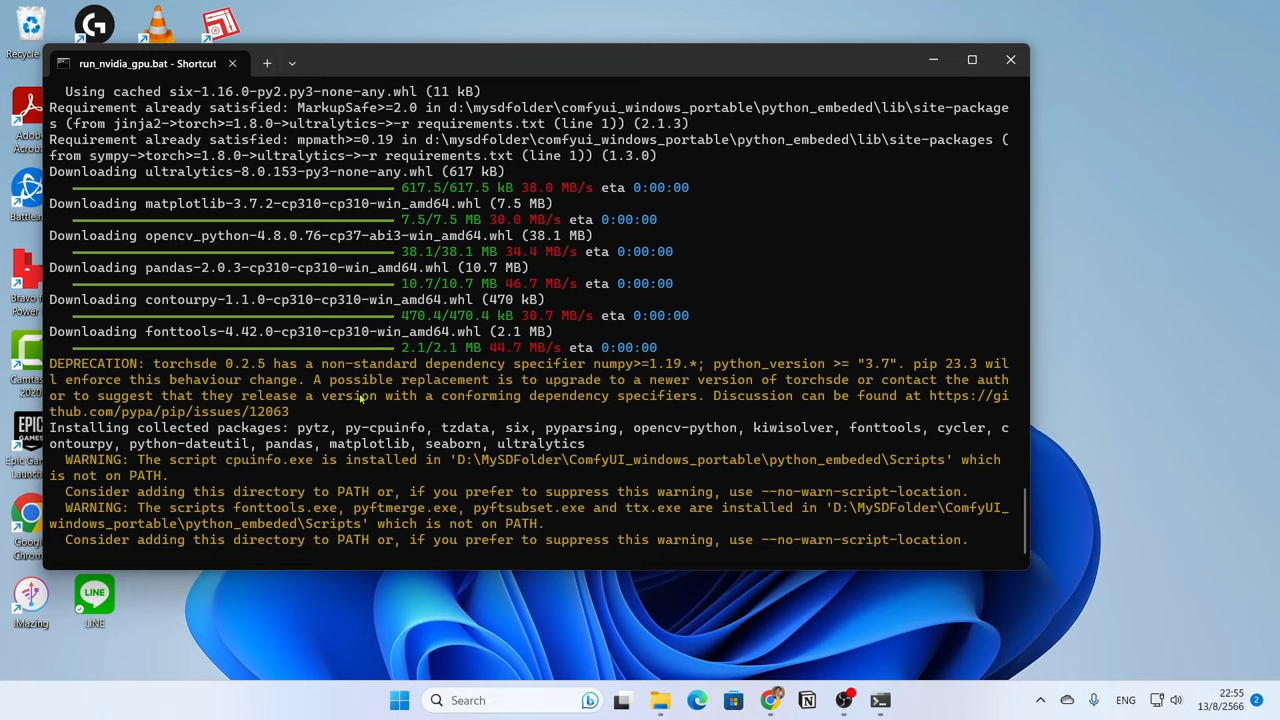 Recycle
Adob
Acroba
Battle.n
Bravo f
Power
Camtas
2020
Epic Ga
Launch
Goog
Chrom
iMazing
LINE
run_nvidia_gpu.bat - Shortcut
Using cached six-1.16.0-py2.py3-none-any.whl (11 kB)
Requirement already satisfied: MarkupSafe>=2.0 in d:\mysdfolder\comfyui_windows_portable\python_embeded\lib\site-package
s (from jinja2->torch>=1.8.0->ultralytics->-r requirements.txt (line 1)) (2.1.3)
Requirement already satisfied: mpmath>=0.19 in d:\mysdfolder\comfyui_windows_portable\python_embeded\lib\site-packages (
from sympy->torch>=1.8.0->ultralytics->-r requirements.txt (line 1)) (1.3.0)
Downloading ultralytics-8.0.153-py3-none-any.whl (617 kB)
617.5/617.5 kB 38.0 MB/s eta 0:00:00
Downloading matplotlib-3.7.2-cp310-cp310-win_amd64.whl (7.5 MB)
7.5/7.5 MB 30.0 MB/s eta 0:00:00
Downloading opencv_python-4.8.0.76-cp37-abi3-win_amd64.whl (38.1 MB)
38.1/38.1 MB 34.4 MB/s eta 0:00:00
Downloading pandas-2.0.3-cp310-cp310-win_amd64.whl (10.7 MB)
10.7/10.7 MB 46.7 MB/s eta 0:00:00
Downloading contourpy-1.1.0-cp310-cp310-win_amd64.whl (470 kB)
470.4/470.4 kB 30.7 MB/s eta 0:00:00
Downloading fonttools-4.42.0-cp310-cp310-win_amd64.whl (2.1 MB)
2.1/2.1 MB 44.7 MB/s eta 0:00:00
DEPRECATION: torchsde 0.2.5 has a non-standard dependency specifier numpy>=1.19.*; python_version >= "3.7". pip 23.3 wil
l enforce this behaviour change. A possible replacement is to upgrade to a newer version of torchsde or contact the auth
or to suggest that they release a version with a conforming dependency specifiers. Discussion can be found at https://gi
thub.com/pypa/pip/issues/12063
Installing collected packages: pytz, py-cpuinfo, tzdata, six, pyparsing, opencv-python, kiwisolver, fonttools, cycler, c
ontourpy, python-dateutil, pandas, matplotlib, seaborn, ultralytics
WARNING: The script cpuinfo.exe is installed in 'D:\MySDFolder\ComfyUI_windows_portable\python_embeded\Scripts' which
is not on PATH.
Consider adding this directory to PATH or, if you prefer to suppress this warning, use --no-warn-script-location.
WARNING: The scripts fonttools.exe, pyftmerge.exe, pyftsubset.exe and ttx.exe are installed in 'D:\MySDFolder\ComfyUI_
windows_portable\python_embeded\Scripts' which is not on PATH.
Consider adding this directory to PATH or, if you prefer to suppress this warning, use --no-warn-script-location.
Search
ENG
22:55
13/8/2566
2